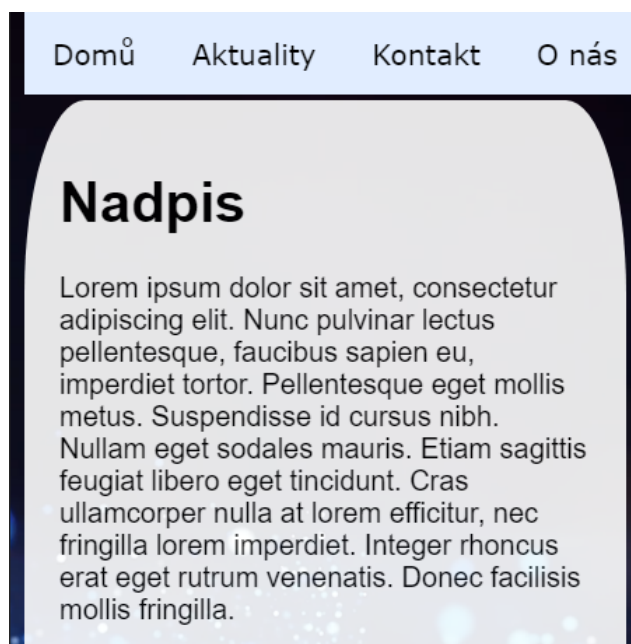 Domů Aktuality Kontakt O nás
Nadpis
Lorem ipsum dolor sit amet, consectetur
adipiscing elit. Nunc pulvinar lectus
pellentesque, faucibus sapien eu,
imperdiet tortor. Pellentesque eget mollis
metus. Suspendisse id cursus nibh.
Nullam eget sodales mauris. Etiam sagittis
feugiat libero eget tincidunt. Cras
ullamcorper nulla at lorem efficitur, nec
fringilla lorem imperdiet. Integer rhoncus
erat eget rutrum venenatis. Donec facilisis
mollis fringilla.